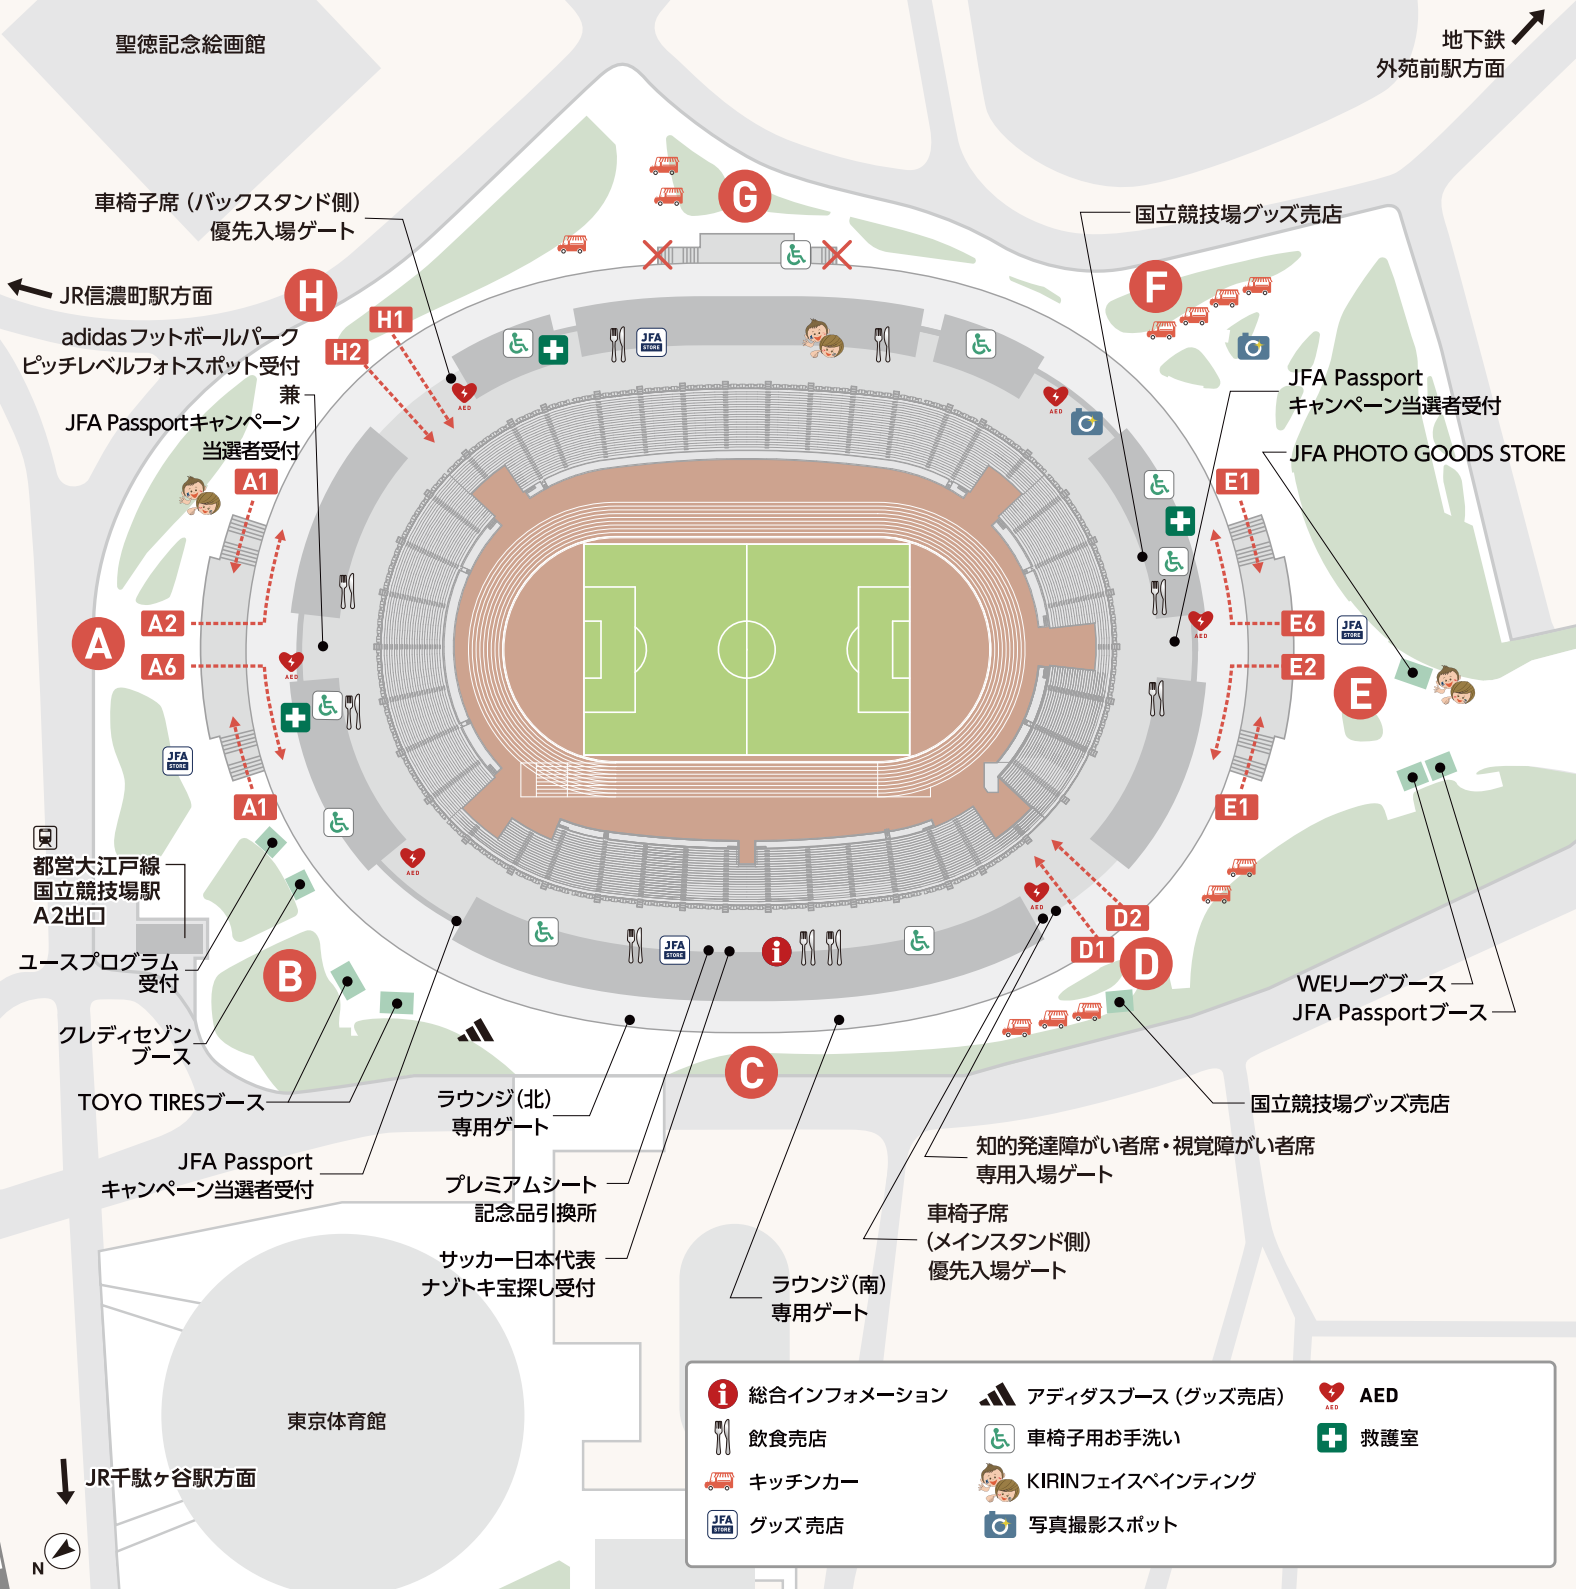 聖徳記念絵画館
地下鉄
外苑前駅方面
車椅子席（バックスタンド側）
優先入場ゲート
G
国立競技場グッズ売店
JR信濃町駅方面
H
F
adidasフットボールパーク
ピッチレベルフォトスポット受付
兼
JFA Passportキャンペーン
当選者受付
H1
H2
JFA STORE
AED
AED
JFA Passport
キャンペーン当選者受付
JFA PHOTO GOODS STORE
A1
E1
A2
A
A6
AED
AED
E6
E2
JFA STORE
E
JFA STORE
A1
E1
都営大江戸線
国立競技場駅
A2出口
AED
AED
D2
D1
D
ユースプログラム
受付
B
JFA STORE
i
WEリーグブース
JFA Passportブース
クレディセゾン
ブース
C
TOYO TIRESブース
ラウンジ（北）
専用ゲート
国立競技場グッズ売店
JFA Passport
キャンペーン当選者受付
知的発達障がい者席・視覚障がい者席
専用入場ゲート
プレミアムシート
記念品引換所
車椅子席
（メインスタンド側）
優先入場ゲート
サッカー日本代表
ナゾトキ宝探し受付
ラウンジ（南）
専用ゲート
東京体育館
JR千駄ヶ谷駅方面
N
i 総合インフォメーション
飲食売店
キッチンカー
JFA STORE グッズ売店
アディダスブース（グッズ売店）
車椅子用お手洗い
KIRINフェイスペインティング
写真撮影スポット
AED AED
救護室